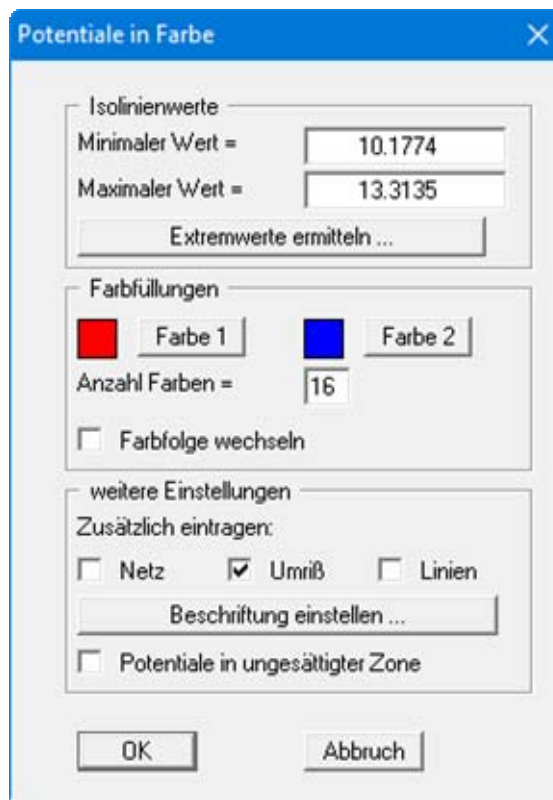 Potentiale in Farbe
Isolinienwerte
Minimaler Wert = 10.1774
Maximaler Wert = 13.3135
Extremwerte ermitteln ...
Farbfüllungen
Farbe 1 Farbe 2
Anzahl Farben = 16
Farbfolge wechseln
weitere Einstellungen
Zusätzlich eintragen:
Netz Umriß Linien
Beschriftung einstellen ...
Potentiale in ungesättigter Zone
OK Abbruch